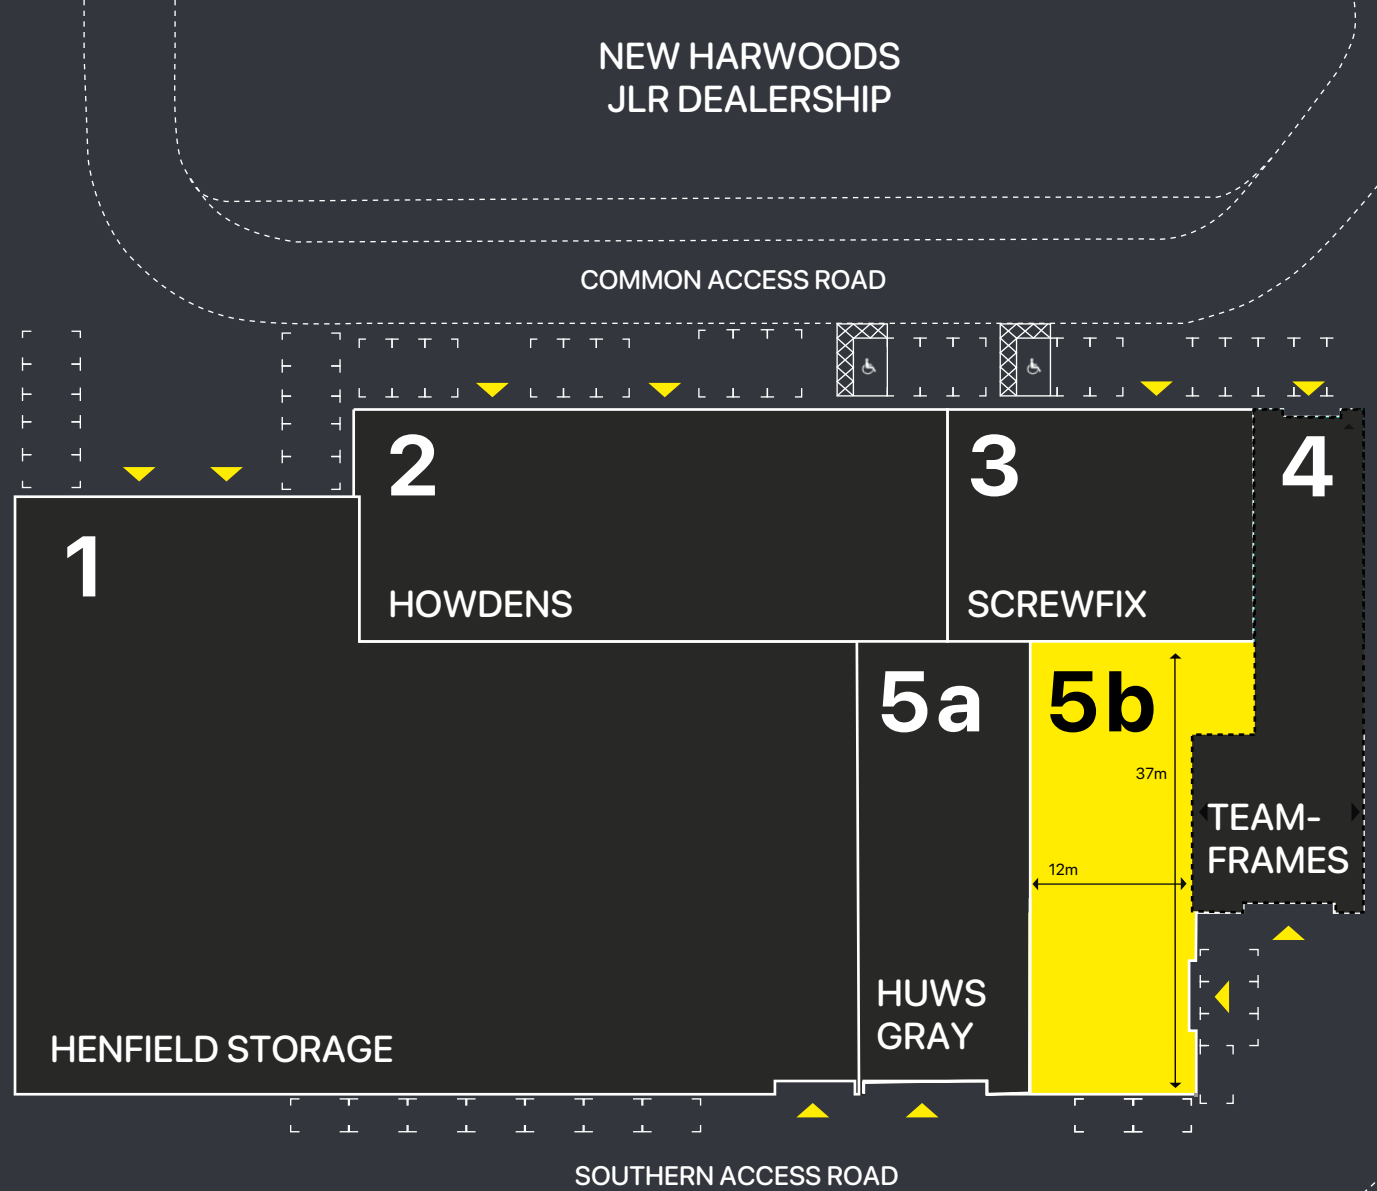 NEW HARWOODS
JLR DEALERSHIP
COMMON ACCESS ROAD
2
3
4
1
HOWDENS
SCREWFIX
5a
5b
37m
TEAM-
FRAMES
12m
HUWS
GRAY
HENFIELD STORAGE
SOUTHERN ACCESS ROAD